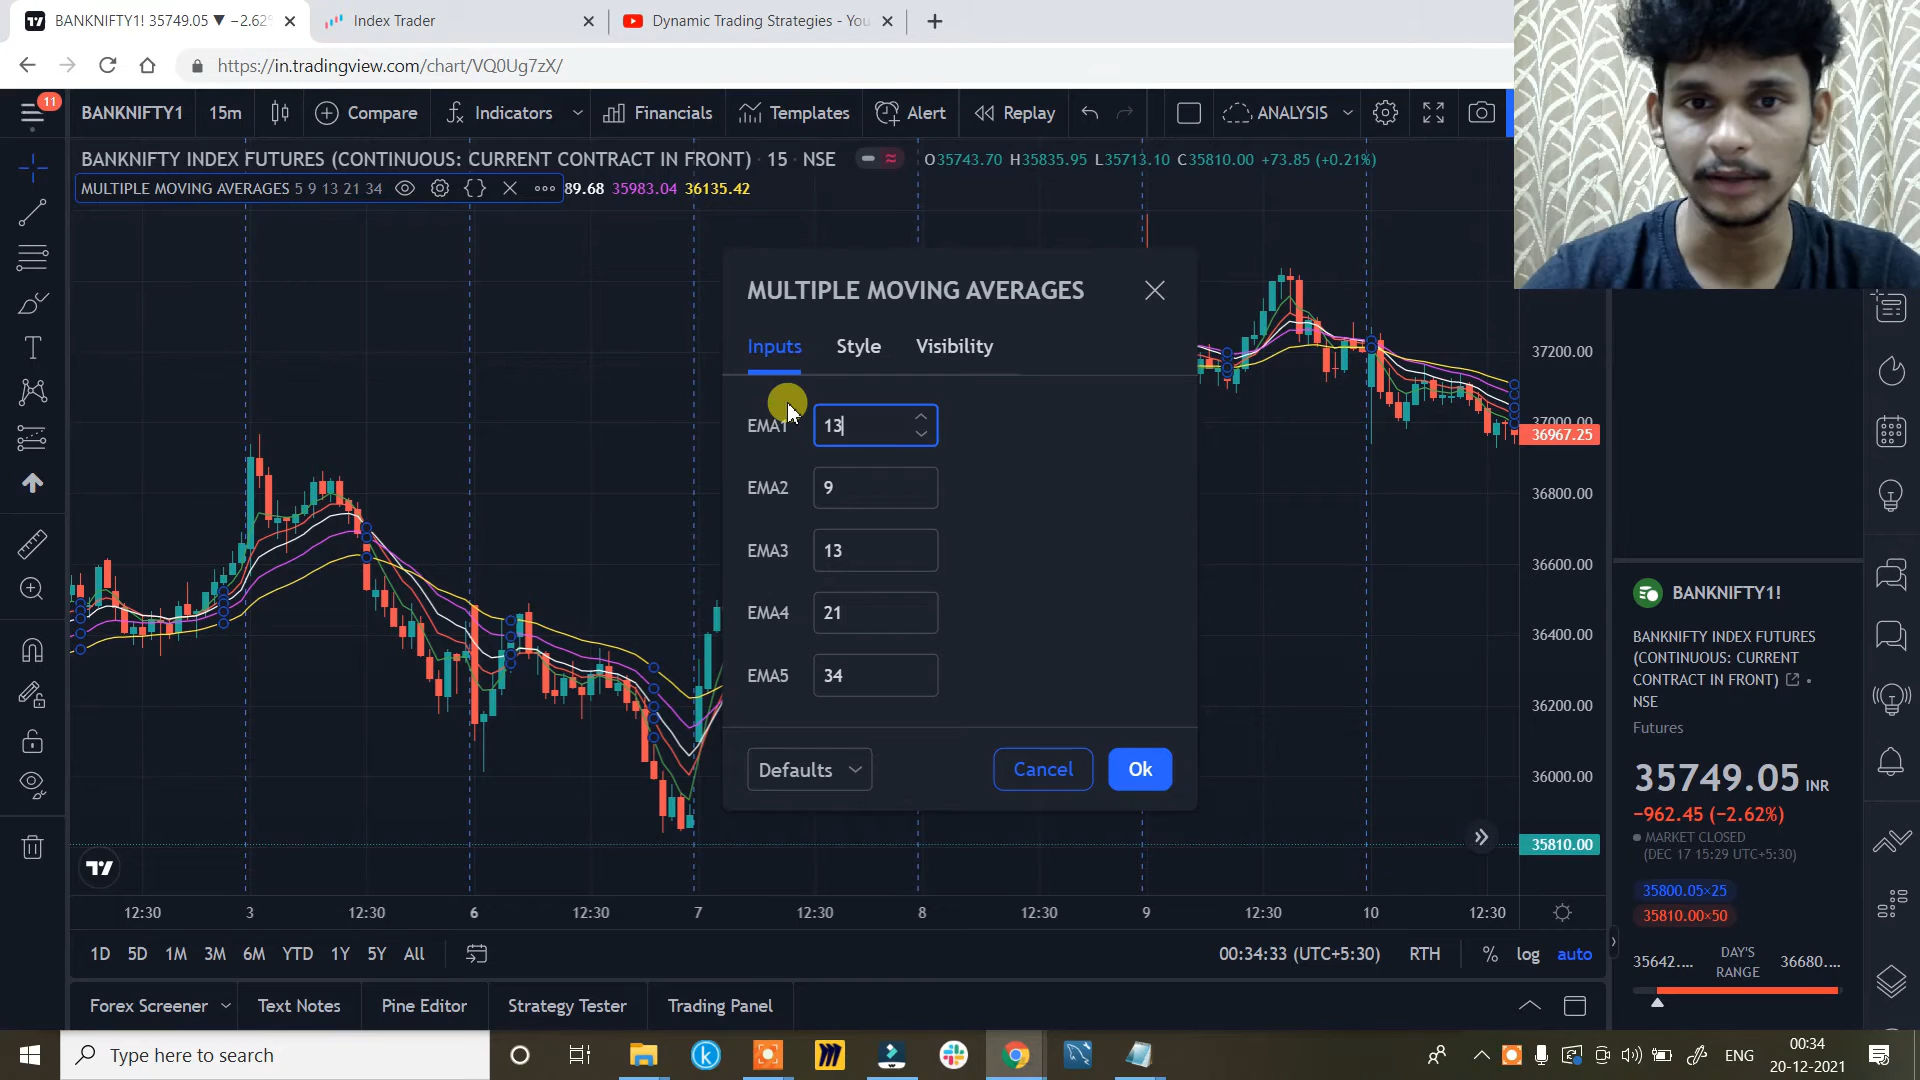 BANKNIFTY1! 35749.05 ▼ −2.62%
Index Trader
Dynamic Trading Strategies - You
https://in.tradingview.com/chart/VQ0Ug7zX/
11
BANKNIFTY1
15m
Compare
Indicators
Financials
Templates
Alert
Replay
ANALYSIS
BANKNIFTY INDEX FUTURES (CONTINUOUS: CURRENT CONTRACT IN FRONT) · 15 · NSE
O35743.70 H35835.95 L35713.10 C35810.00 +73.85 (+0.21%)
MULTIPLE MOVING AVERAGES 5 9 13 21 34
89.68 35983.04 36135.42
MULTIPLE MOVING AVERAGES
Inputs
Style
Visibility
EMA1
13
EMA2
9
EMA3
13
EMA4
21
EMA5
34
Defaults
Cancel
Ok
37200.00
37000.00
36967.25
36800.00
36600.00
36400.00
36200.00
36000.00
35810.00
BANKNIFTY1!
BANKNIFTY INDEX FUTURES
(CONTINUOUS: CURRENT
CONTRACT IN FRONT) •
NSE
Futures
35749.05 INR
−962.45 (−2.62%)
MARKET CLOSED
(DEC 17 15:29 UTC+5:30)
35800.05×25
35810.00×50
35642....
DAY'S
RANGE
36680....
12:30
3
12:30
6
12:30
7
12:30
8
12:30
9
12:30
10
12:30
1D
5D
1M
3M
6M
YTD
1Y
5Y
All
00:34:33 (UTC+5:30)
RTH
%
log
auto
Forex Screener
Text Notes
Pine Editor
Strategy Tester
Trading Panel
Type here to search
ENG
00:34
20-12-2021